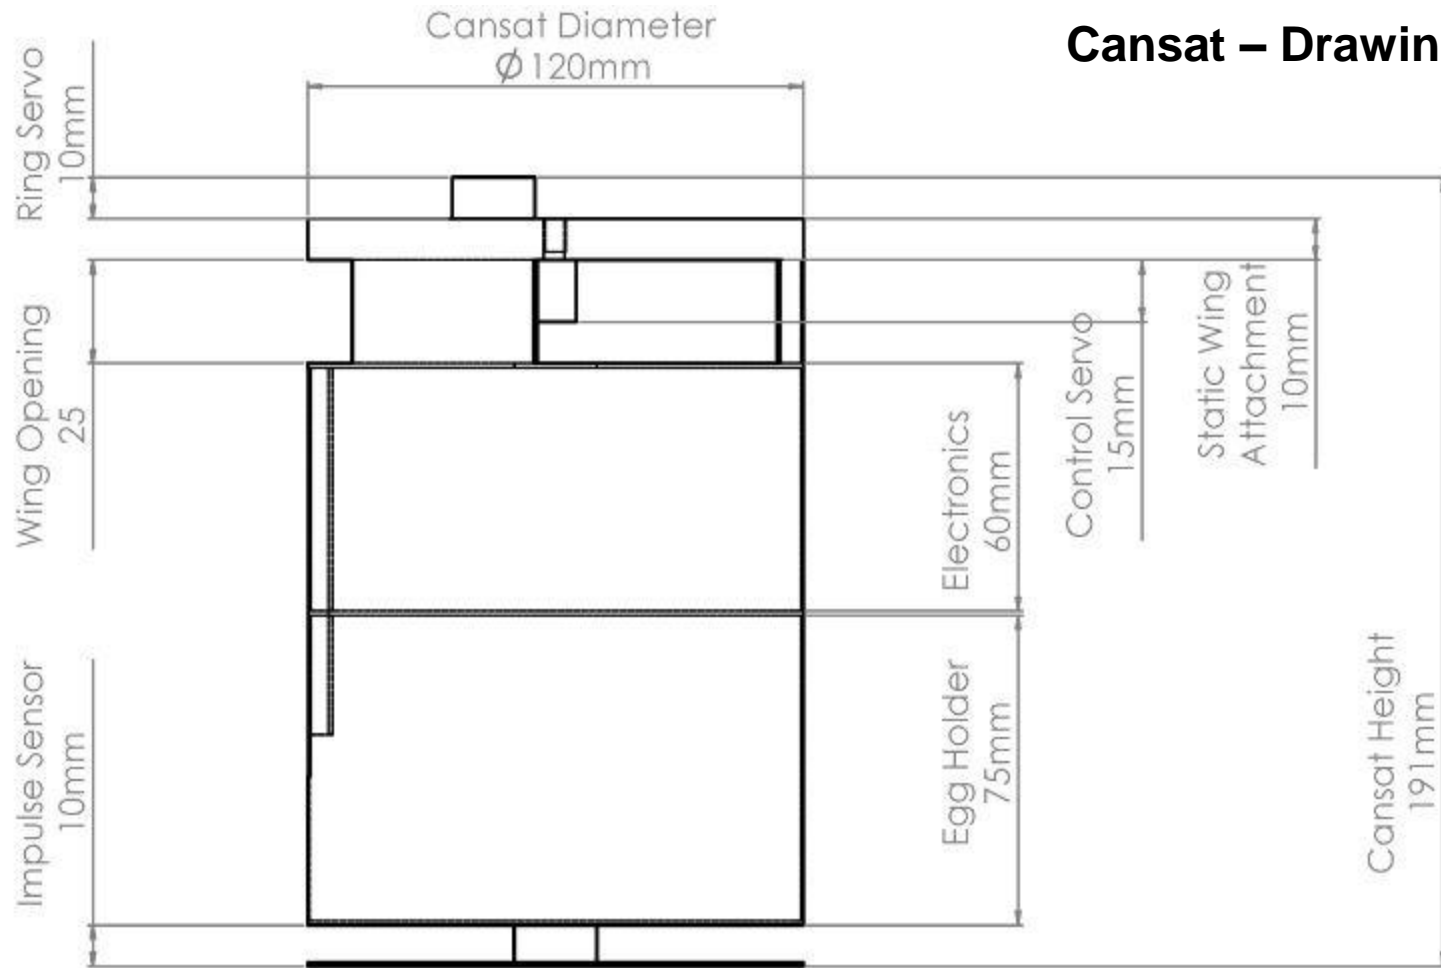 Cansat – Drawin
Cansat Diameter
Ø120mm
Ring Servo
10mm
Wing Opening
25
Impulse Sensor
10mm
Electronics
60mm
Egg Holder
75mm
Control Servo
15mm
Static Wing
Attachment
10mm
Cansat Height
191mm